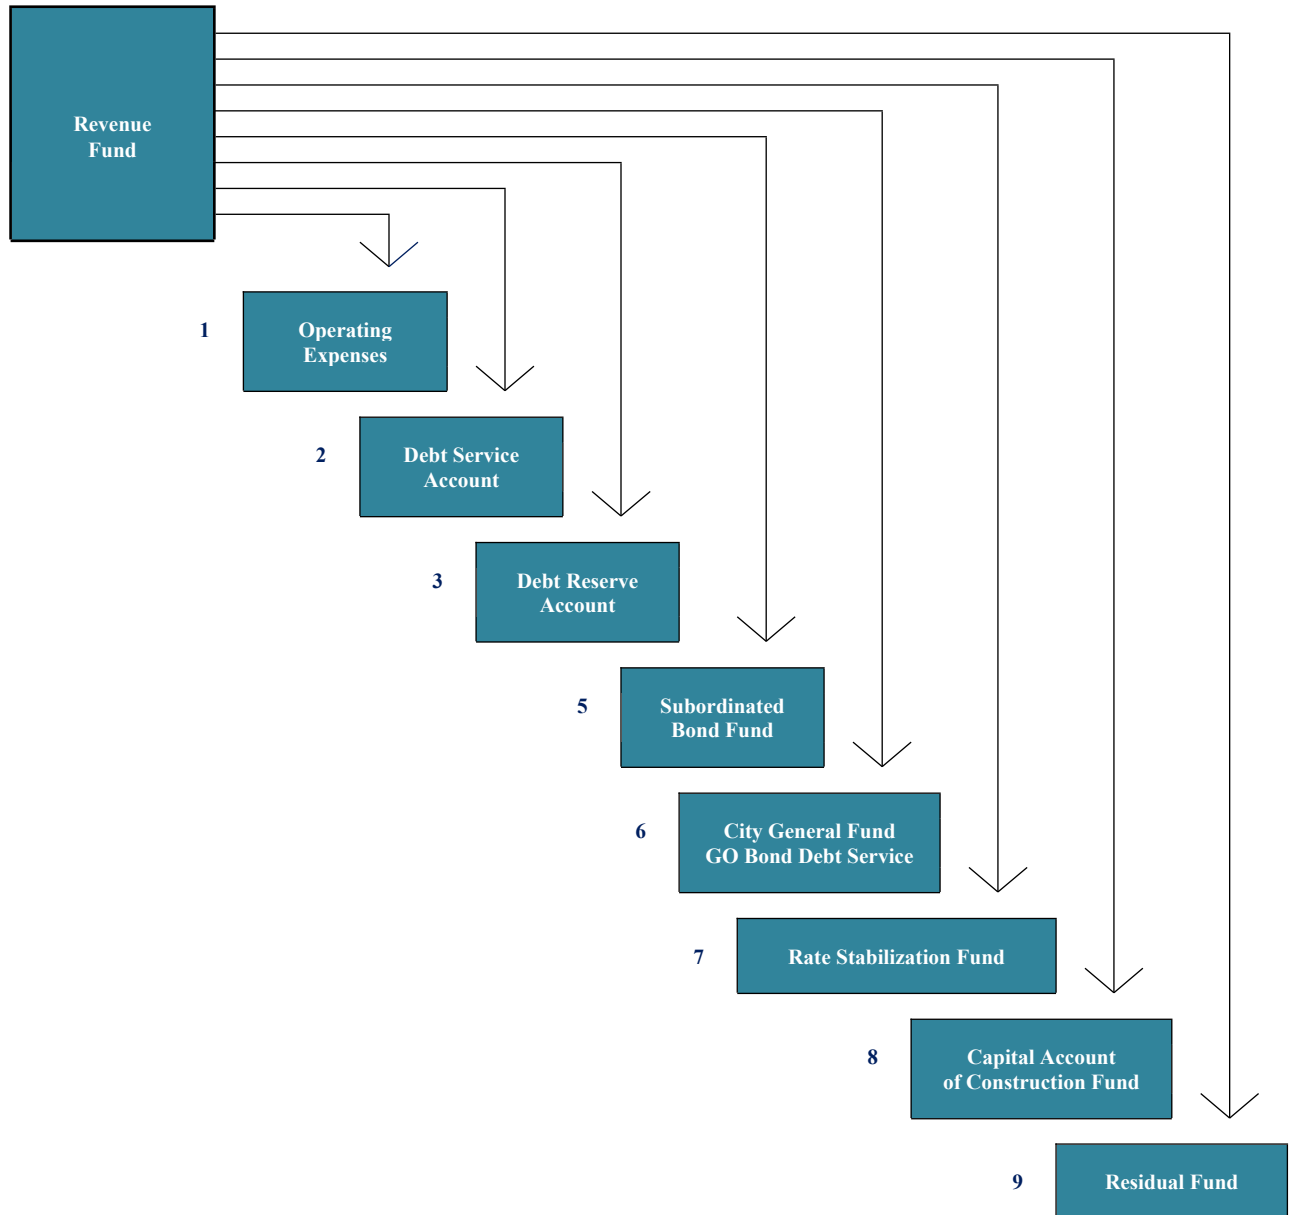 Revenue
Fund
1
Operating
Expenses
2
Debt Service
Account
3
Debt Reserve
Account
5
Subordinated
Bond Fund
6
City General Fund
GO Bond Debt Service
7
Rate Stabilization Fund
8
Capital Account
of Construction Fund
9
Residual Fund